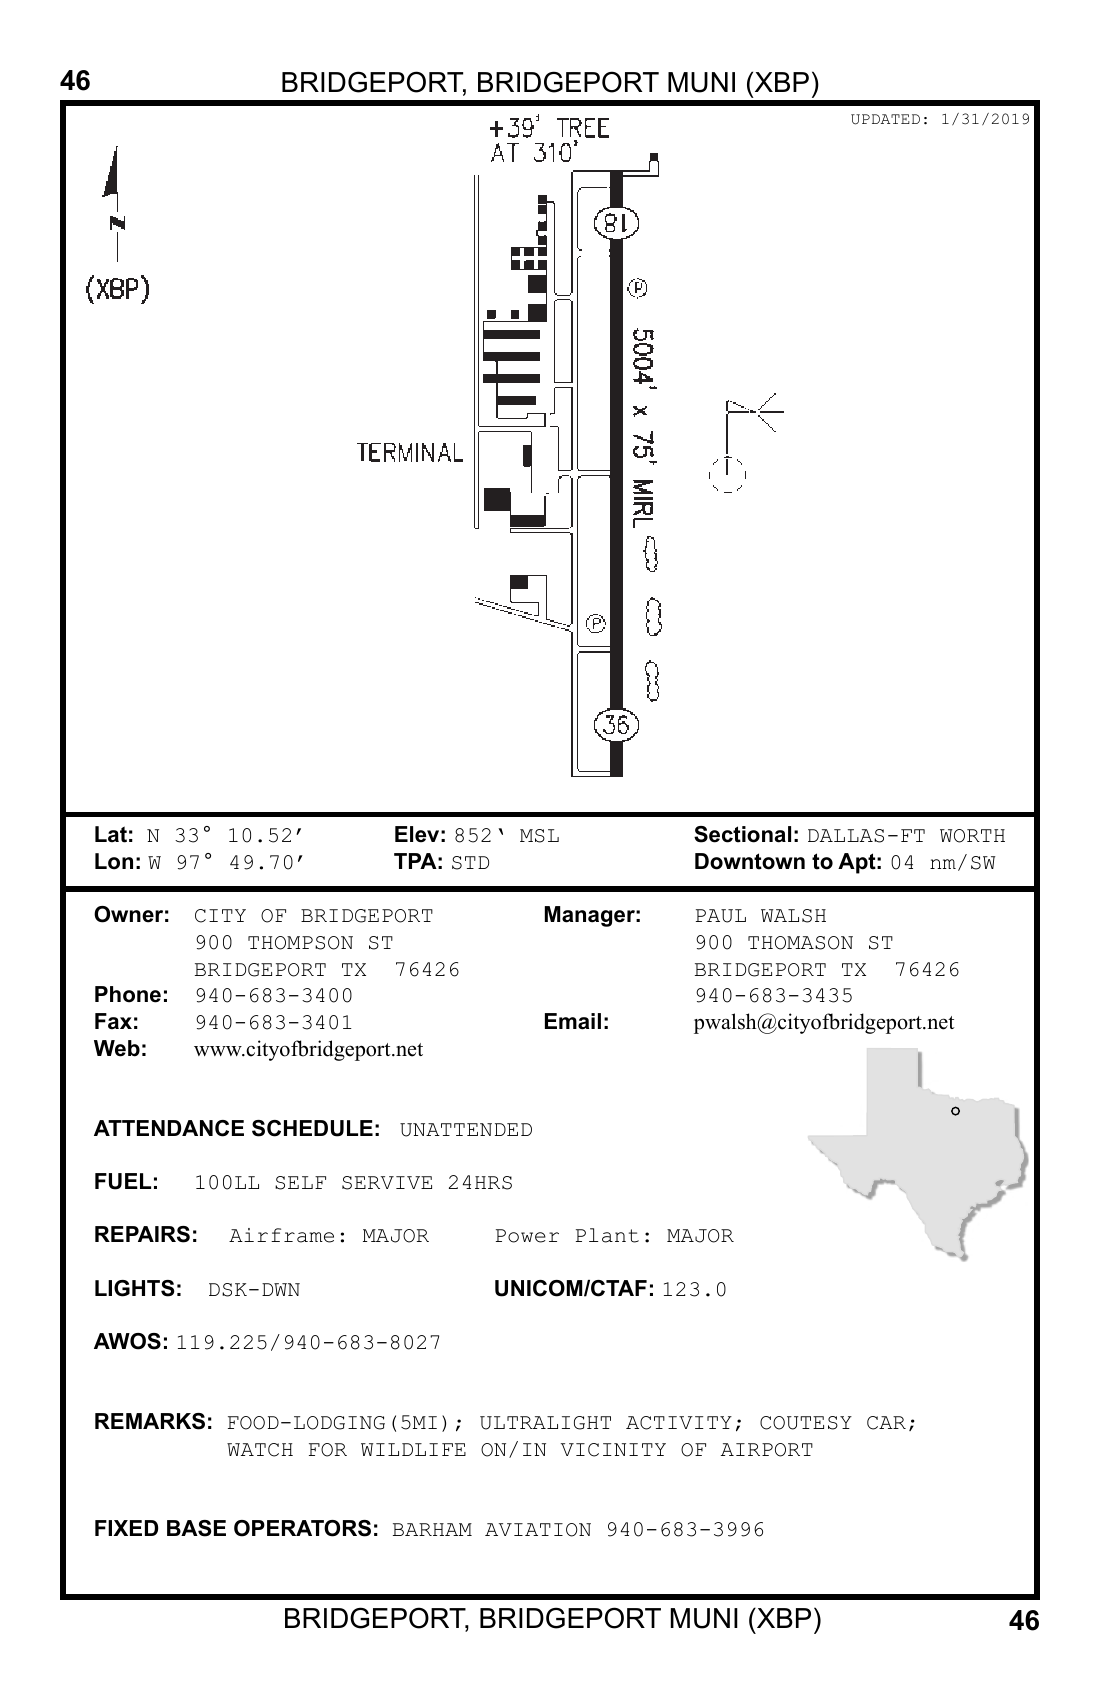 46
BRIDGEPORT, BRIDGEPORT MUNI (XBP)
UPDATED: 1/31/2019
+39' TREE
AT 310'
N
(XBP)
18
P
5004' x 75' MIRL
TERMINAL
P
36
Lat: N 33° 10.52’ Elev: 852‘ MSL Sectional: DALLAS-FT WORTH
Lon: W 97° 49.70’ TPA: STD Downtown to Apt: 04 nm/SW
Owner: CITY OF BRIDGEPORT Manager: PAUL WALSH
900 THOMPSON ST 900 THOMASON ST
BRIDGEPORT TX 76426 BRIDGEPORT TX 76426
Phone: 940-683-3400 940-683-3435
Fax: 940-683-3401 Email: pwalsh@cityofbridgeport.net
Web: www.cityofbridgeport.net
ATTENDANCE SCHEDULE: UNATTENDED
FUEL: 100LL SELF SERVIVE 24HRS
REPAIRS: Airframe: MAJOR Power Plant: MAJOR
LIGHTS: DSK-DWN UNICOM/CTAF: 123.0
AWOS: 119.225/940-683-8027
REMARKS: FOOD-LODGING(5MI); ULTRALIGHT ACTIVITY; COUTESY CAR;
WATCH FOR WILDLIFE ON/IN VICINITY OF AIRPORT
FIXED BASE OPERATORS: BARHAM AVIATION 940-683-3996
BRIDGEPORT, BRIDGEPORT MUNI (XBP)
46